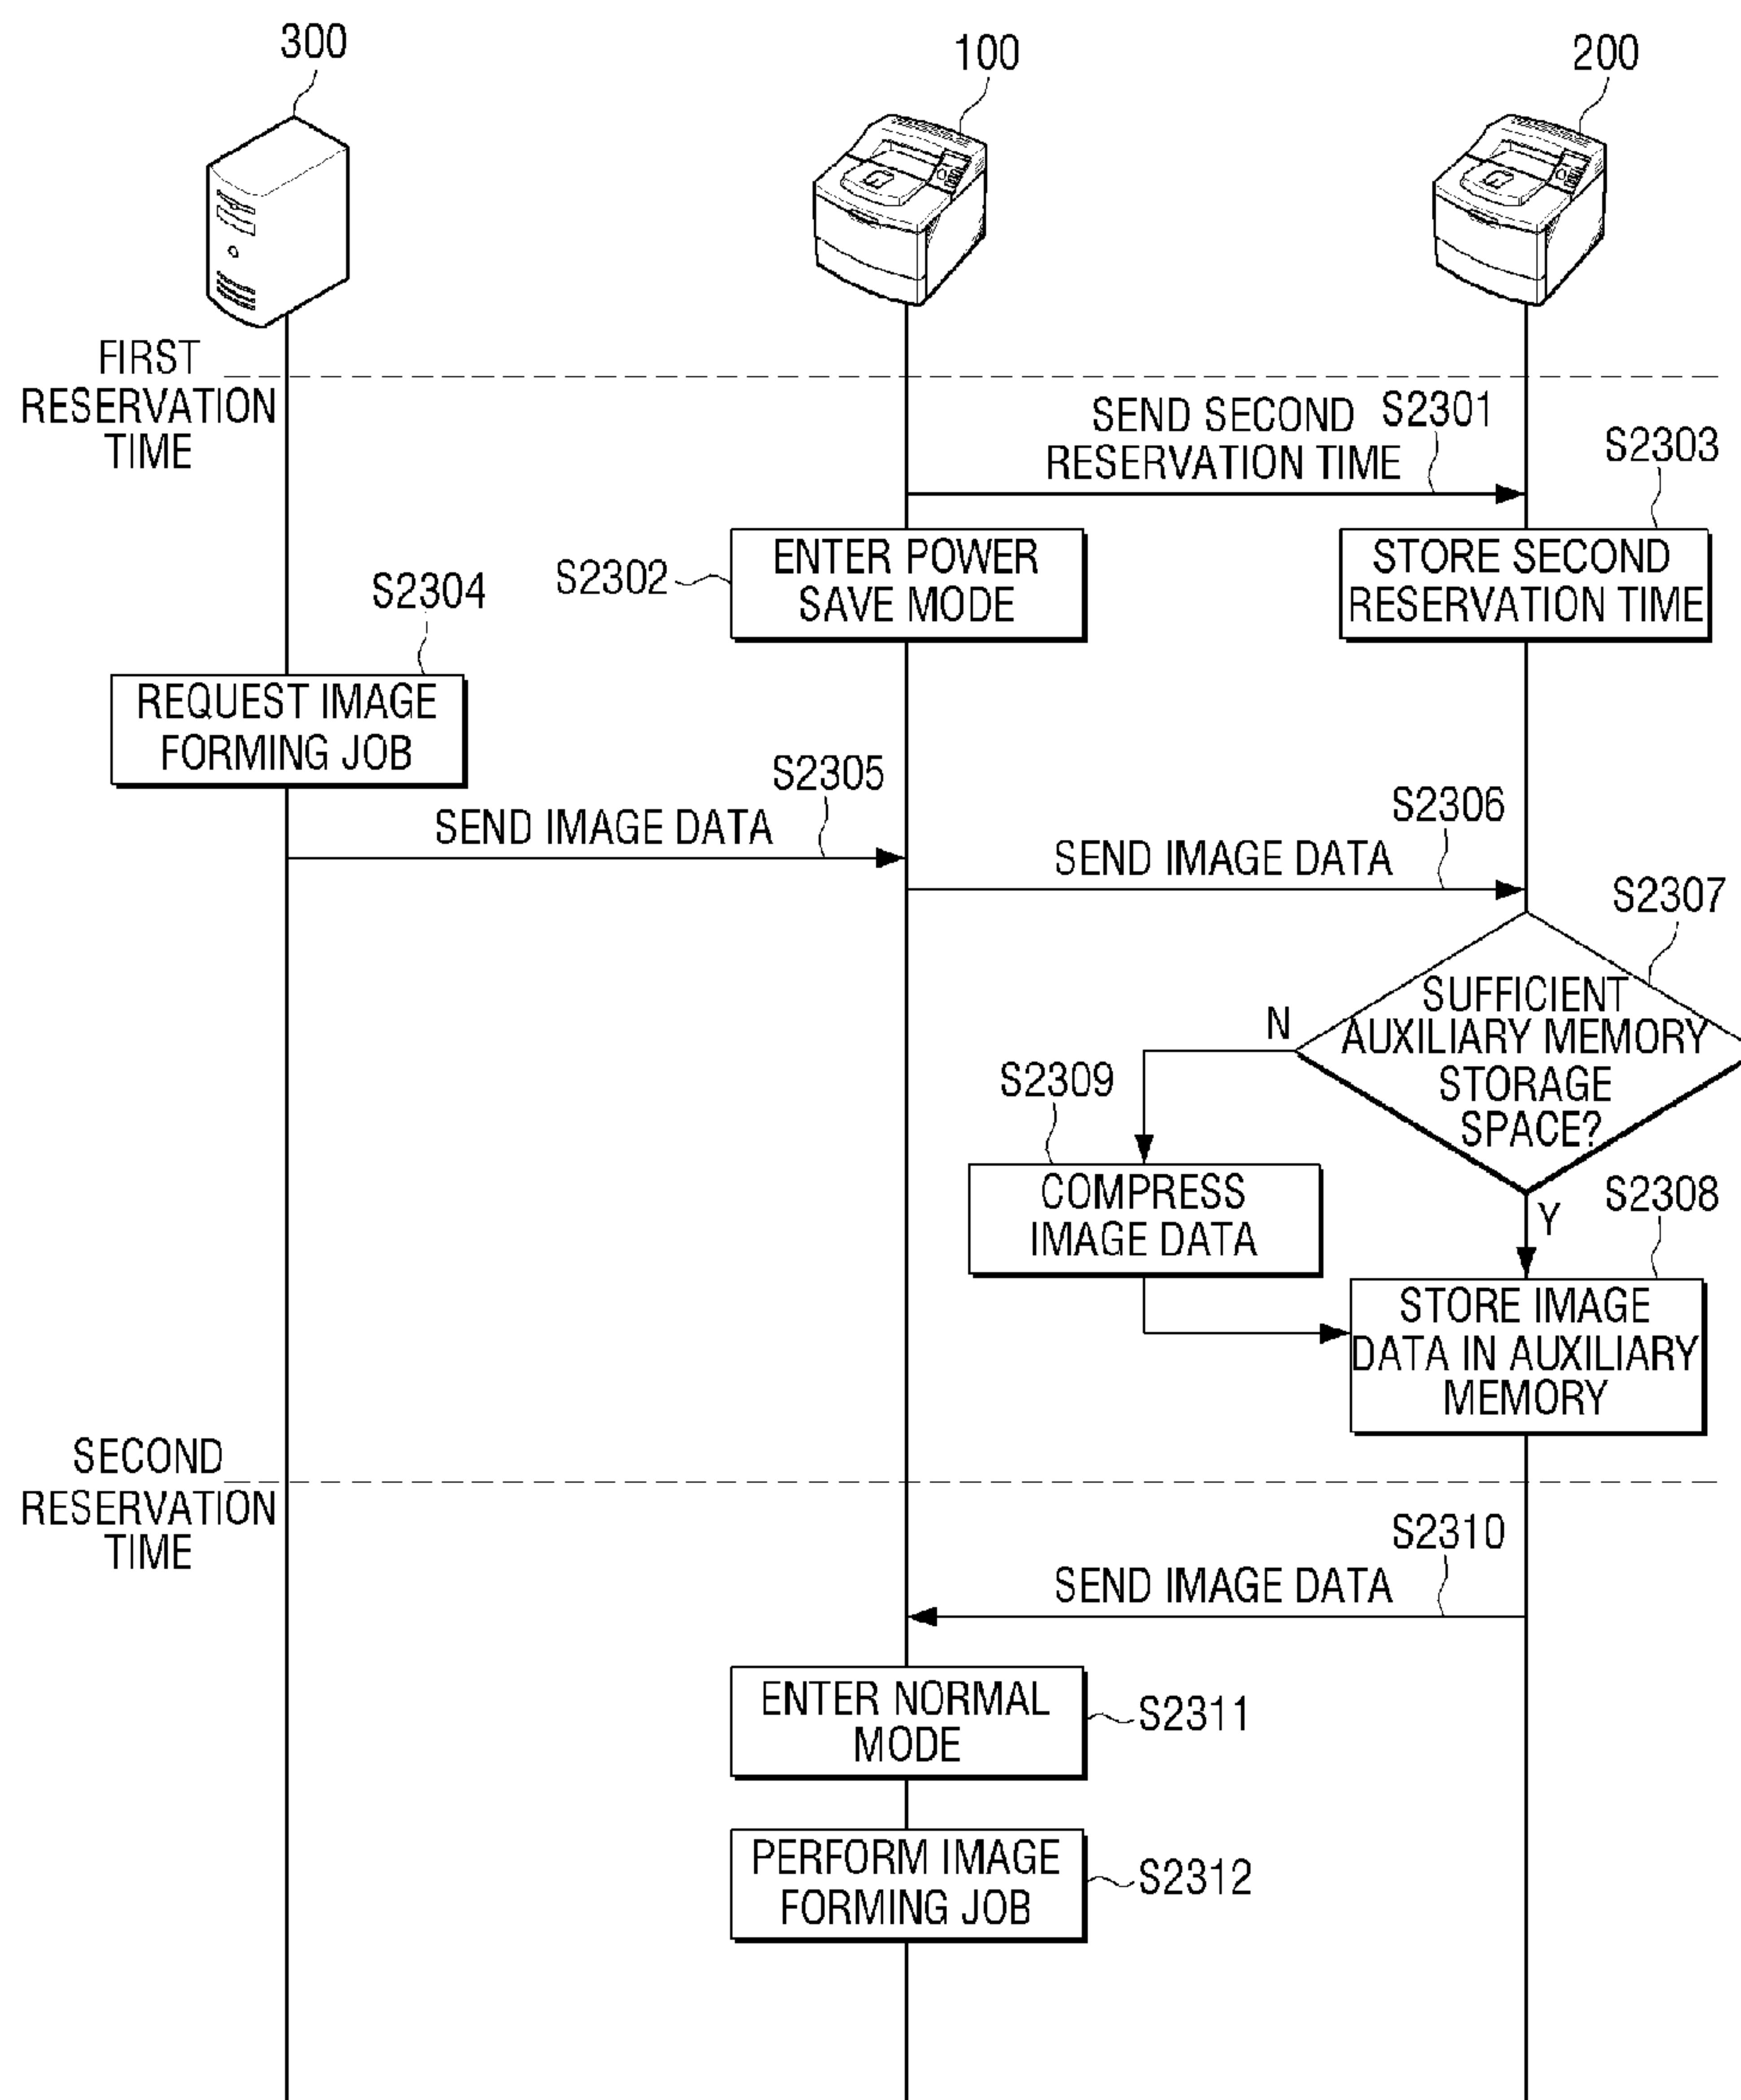 300
100
200
FIRST
RESERVATION
TIME
SEND SECOND
RESERVATION TIME
S2301
S2303
S2302
ENTER POWER
SAVE MODE
STORE SECOND
RESERVATION TIME
S2304
REQUEST IMAGE
FORMING JOB
S2305
SEND IMAGE DATA
S2306
SEND IMAGE DATA
S2307
SUFFICIENT
AUXILIARY MEMORY
STORAGE
SPACE?
N
S2309
COMPRESS
IMAGE DATA
Y
S2308
STORE IMAGE
DATA IN AUXILIARY
MEMORY
SECOND
RESERVATION
TIME
S2310
SEND IMAGE DATA
ENTER NORMAL
MODE
S2311
PERFORM IMAGE
FORMING JOB
S2312